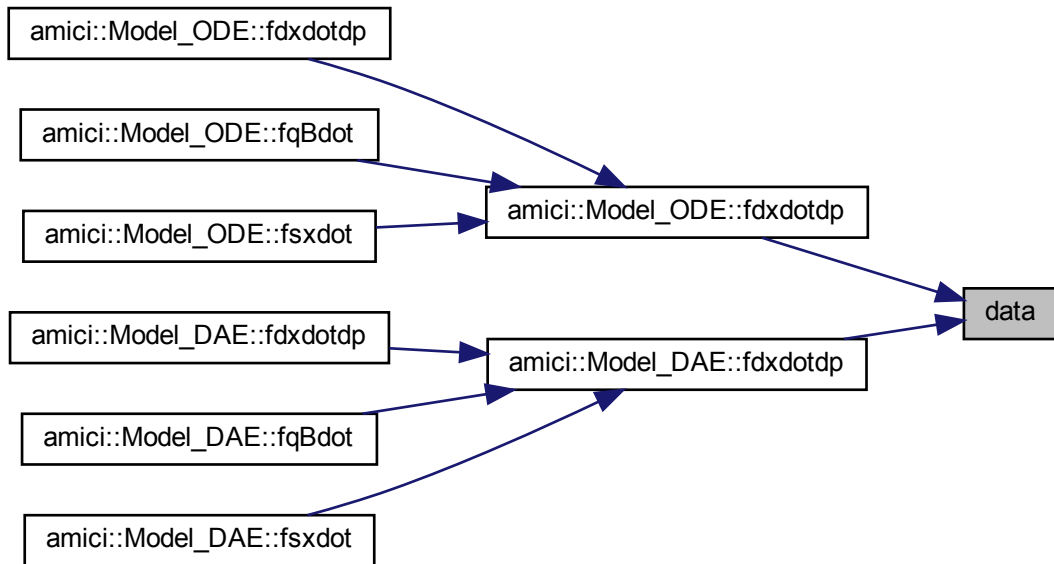 amici::Model_ODE::fdxdotdp
amici::Model_ODE::fqBdot
amici::Model_ODE::fsxdot
amici::Model_ODE::fdxdotdp
data
amici::Model_DAE::fdxdotdp
amici::Model_DAE::fdxdotdp
amici::Model_DAE::fqBdot
amici::Model_DAE::fsxdot